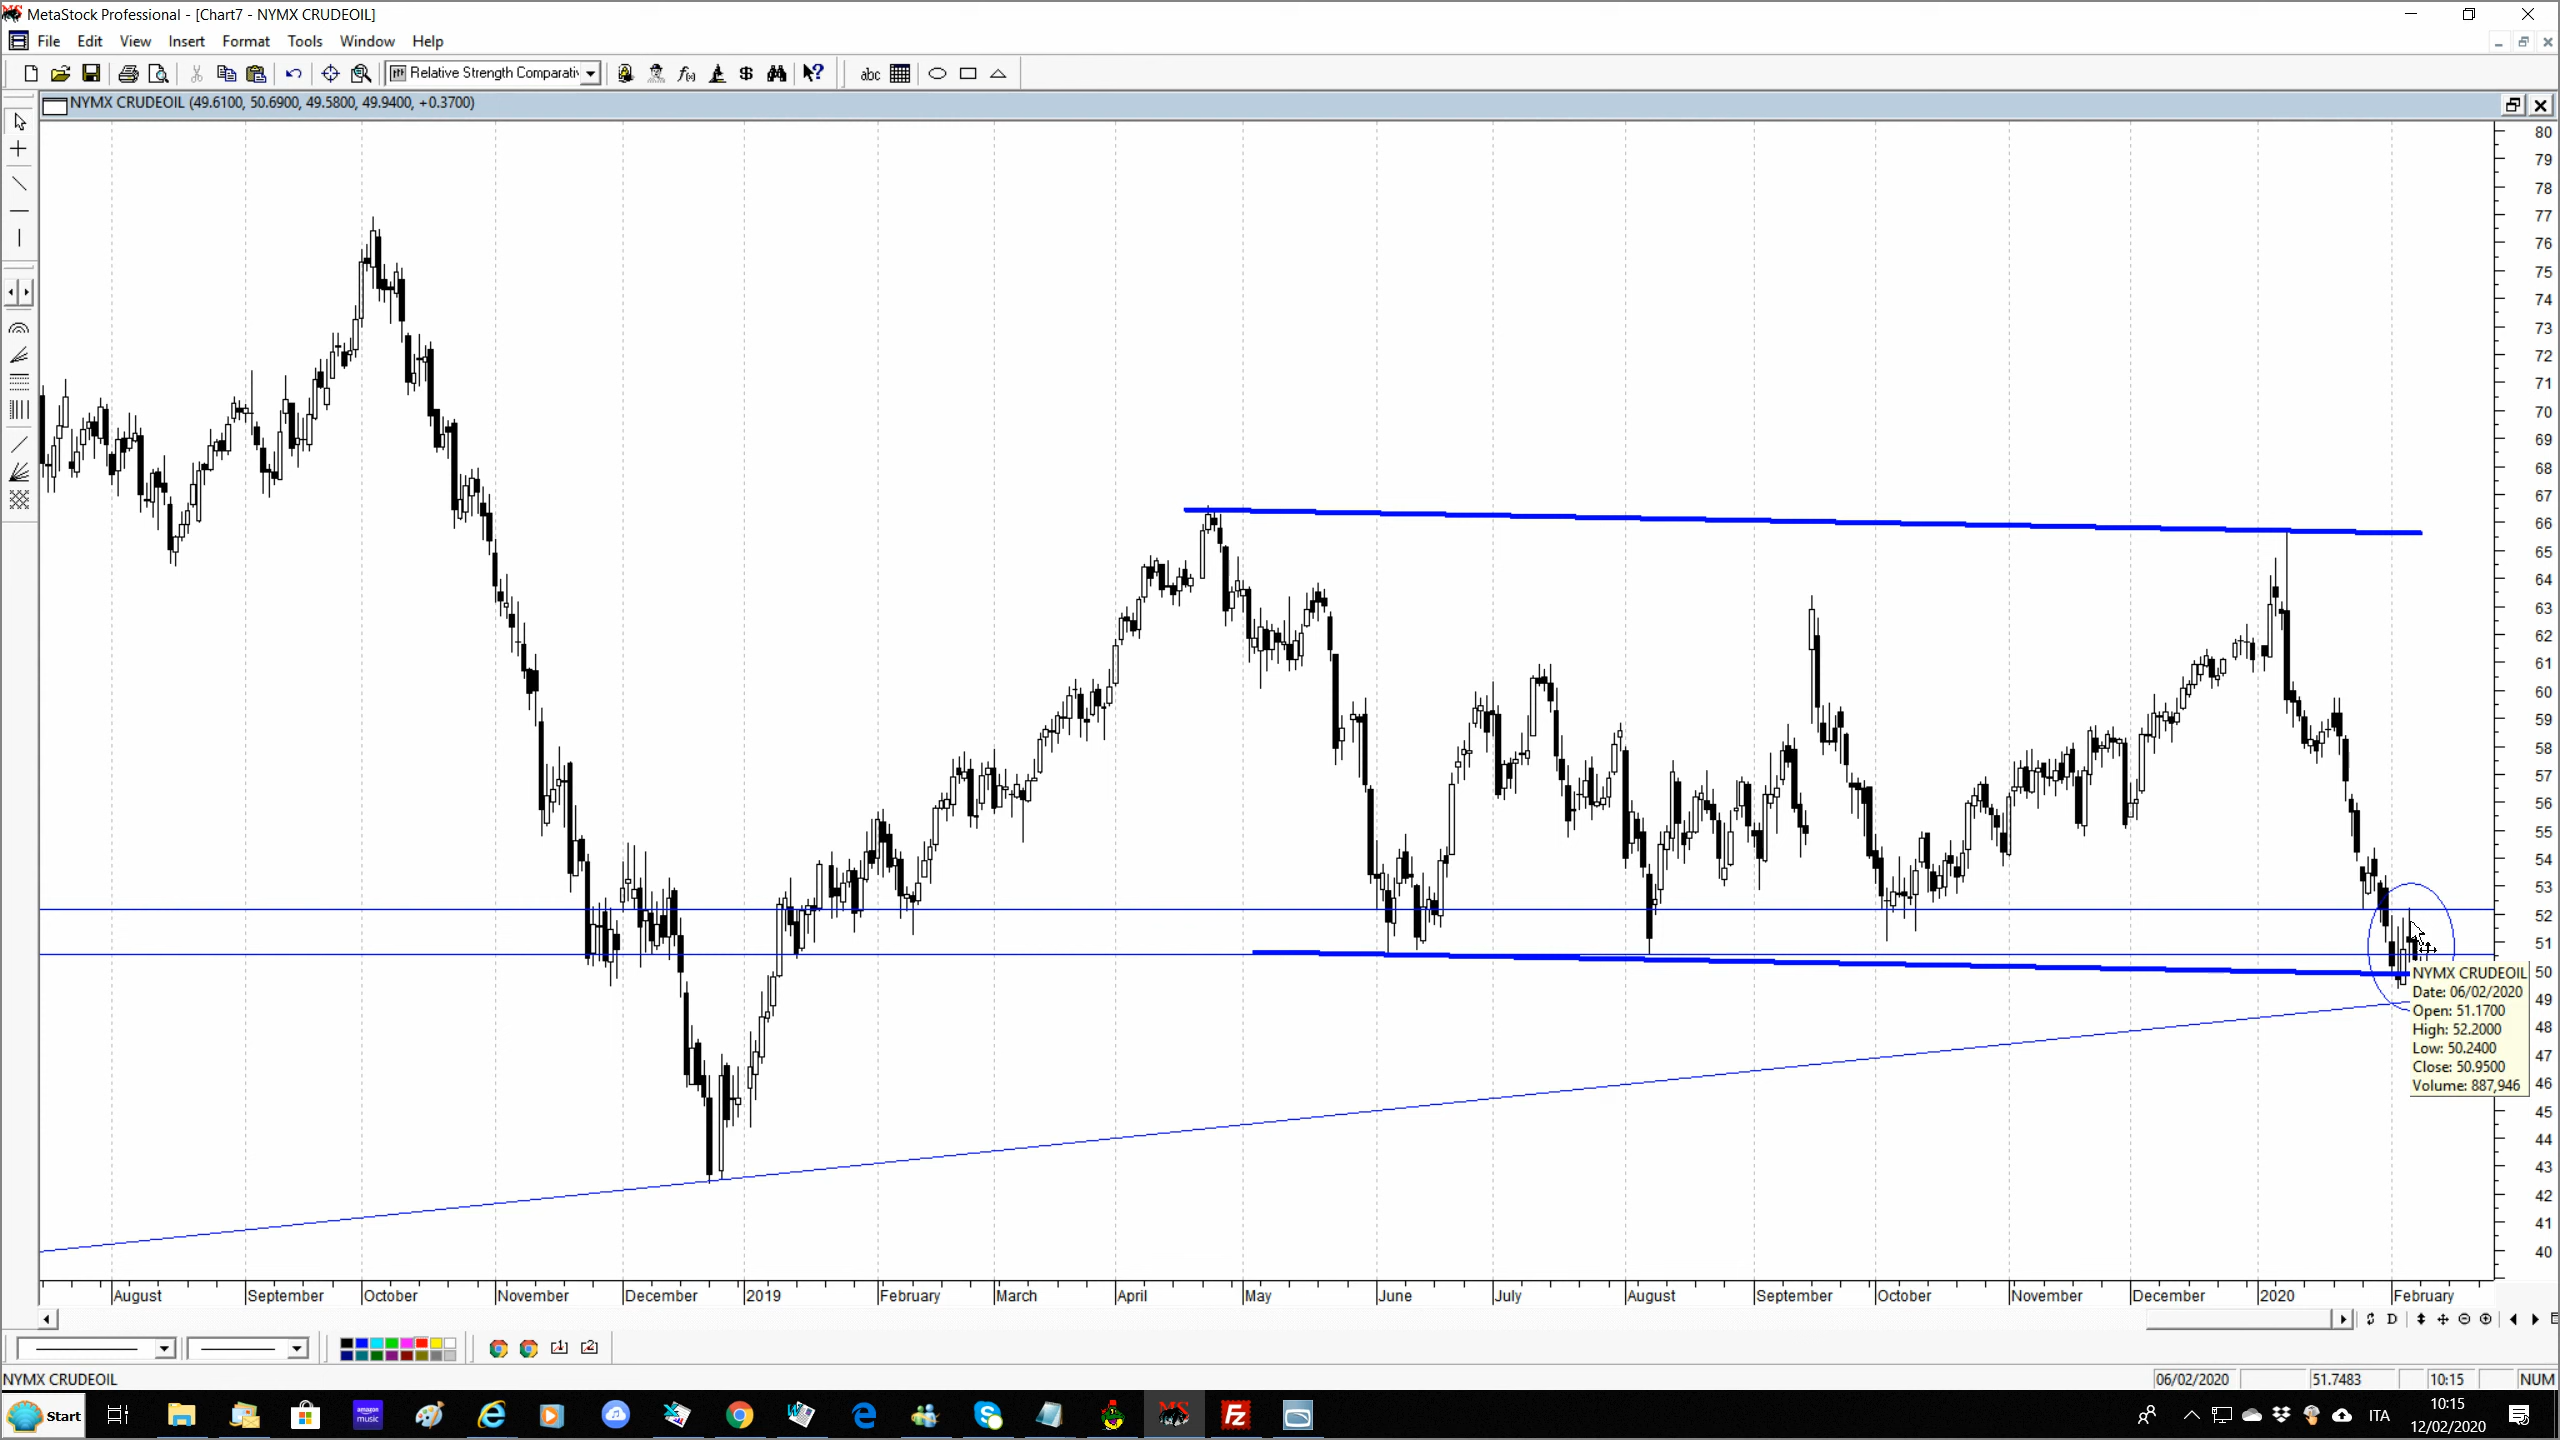 MetaStock Professional - [Chart7 - NYMX CRUDEOIL]
File Edit View Insert Format Tools Window Help
Relative Strength Comparativ
abc
NYMX CRUDEOIL (49.6100, 50.6900, 49.5800, 49.9400, +0.3700)
80
79
78
77
76
75
74
73
72
71
70
69
68
67
66
65
64
63
62
61
60
59
58
57
56
55
54
53
52
51
50
49
48
47
46
45
44
43
42
41
40
NYMX CRUDEOIL
Date: 06/02/2020
Open: 51.1700
High: 52.2000
Low: 50.2400
Close: 50.9500
Volume: 887,946
August September October November December 2019 February March April May June July August September October November December 2020 February
D
NYMX CRUDEOIL
06/02/2020 51.7483 10:15 NUM
Start
amazon music
MS
FZ
ITA
10:15
12/02/2020